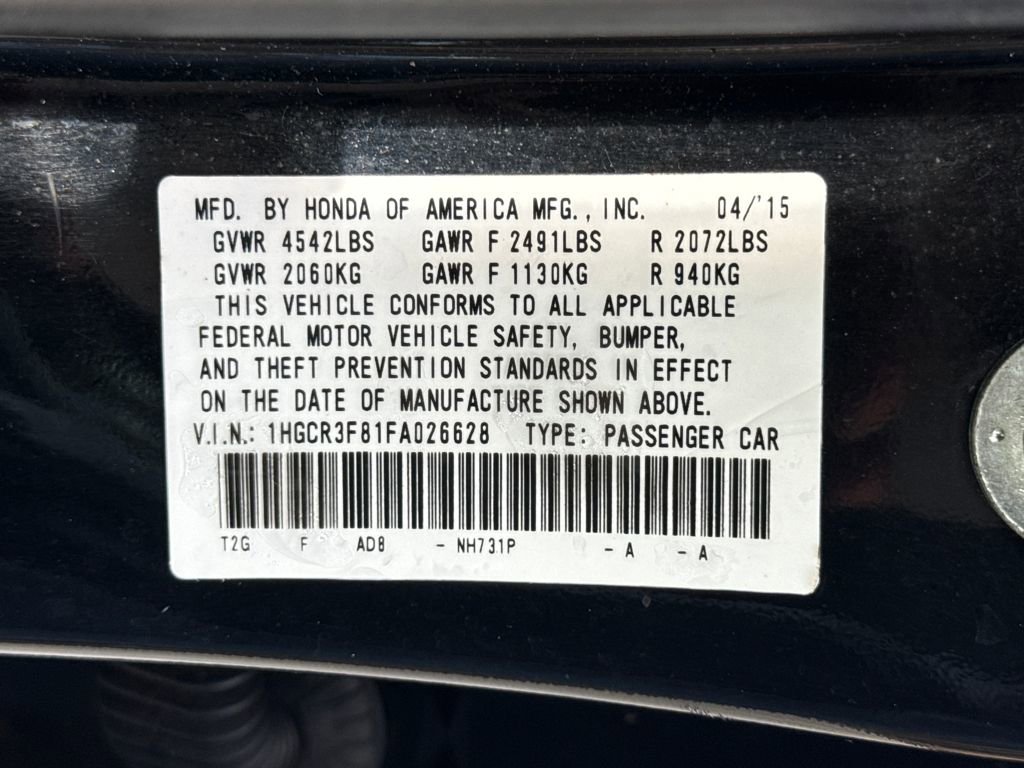 MFD. BY HONDA OF AMERICA MFG., INC. 04/'15
GVWR 4542LBS GAWR F 2491LBS R 2072LBS
GVWR 2060KG GAWR F 1130KG R 940KG
THIS VEHICLE CONFORMS TO ALL APPLICABLE
FEDERAL MOTOR VEHICLE SAFETY, BUMPER,
AND THEFT PREVENTION STANDARDS IN EFFECT
ON THE DATE OF MANUFACTURE SHOWN ABOVE.
V.I.N.: 1HGCR3F81FA026628 TYPE: PASSENGER CAR
T2G F AD8 - NH731P - A - A